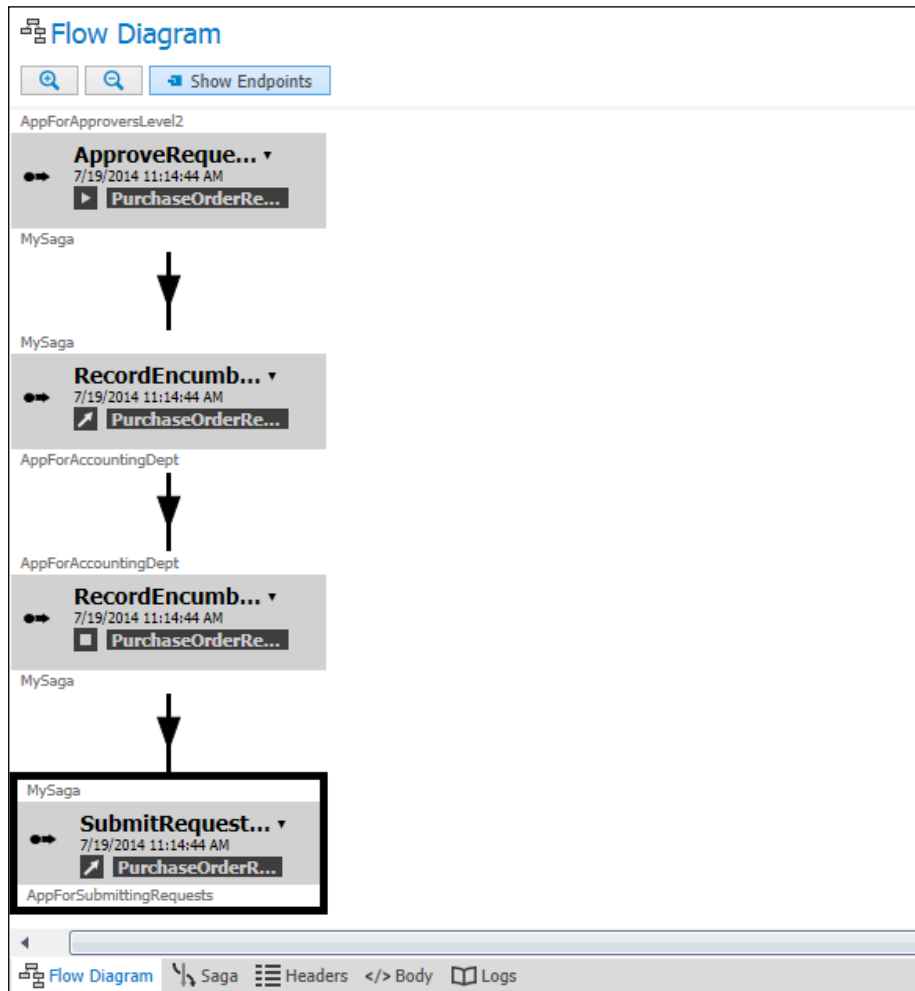 Flow Diagram
Show Endpoints
AppForApproversLevel2
ApproveReque...
7/19/2014 11:14:44 AM
PurchaseOrderRe...
MySaga
MySaga
RecordEncumb...
7/19/2014 11:14:44 AM
PurchaseOrderRe...
AppForAccountingDept
AppForAccountingDept
RecordEncumb...
7/19/2014 11:14:44 AM
PurchaseOrderRe...
MySaga
MySaga
SubmitRequest...
7/19/2014 11:14:44 AM
PurchaseOrderR...
AppForSubmittingRequests
Flow Diagram Saga Headers </> Body Logs